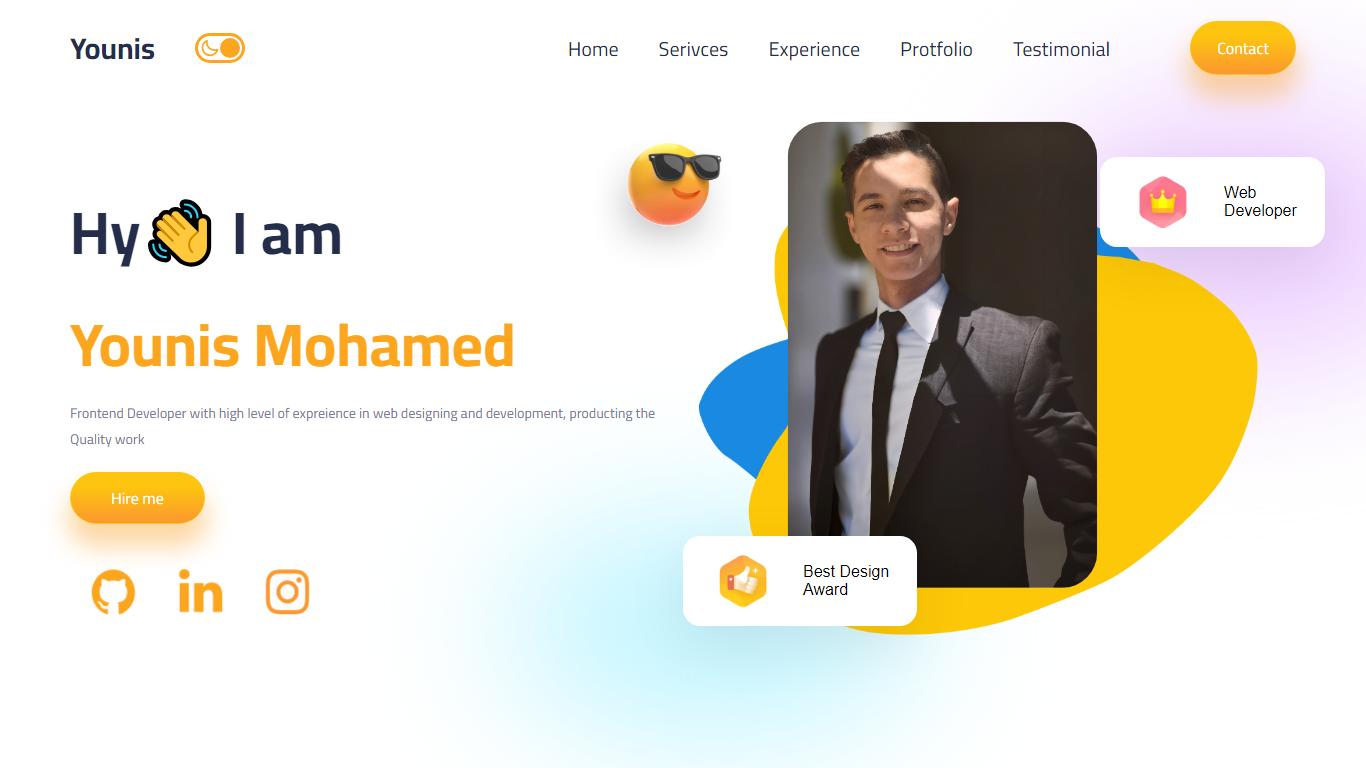 Younis
Home Serivces Experience Protfolio Testimonial
Contact
Hy 👋 I am
Younis Mohamed
Frontend Developer with high level of expreience in web designing and development, producting the
Quality work
Hire me
in
Web
Developer
Best Design
Award